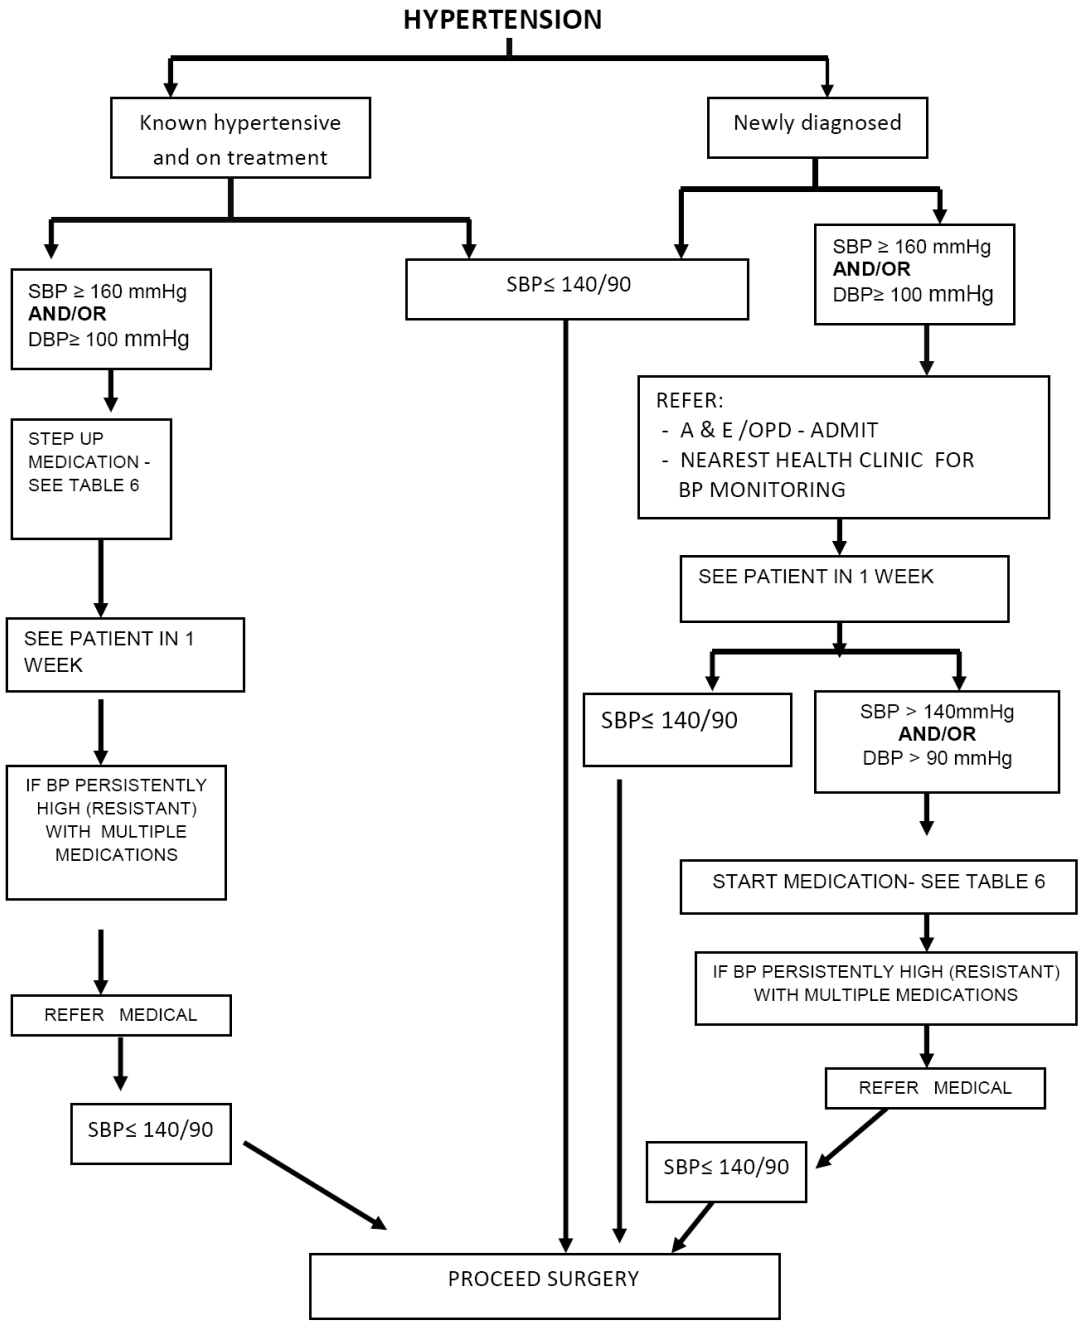 HYPERTENSION
Known hypertensive
and on treatment
Newly diagnosed
SBP ≥ 160 mmHg
AND/OR
DBP≥ 100 mmHg
SBP≤ 140/90
SBP ≥ 160 mmHg
AND/OR
DBP≥ 100 mmHg
STEP UP
MEDICATION -
SEE TABLE 6
REFER:
- A & E /OPD - ADMIT
- NEAREST HEALTH CLINIC FOR
BP MONITORING
SEE PATIENT IN 1 WEEK
SEE PATIENT IN 1
WEEK
SBP≤ 140/90
SBP > 140mmHg
AND/OR
DBP > 90 mmHg
IF BP PERSISTENTLY
HIGH (RESISTANT)
WITH MULTIPLE
MEDICATIONS
START MEDICATION- SEE TABLE 6
IF BP PERSISTENTLY HIGH (RESISTANT)
WITH MULTIPLE MEDICATIONS
REFER MEDICAL
REFER MEDICAL
SBP≤ 140/90
SBP≤ 140/90
PROCEED SURGERY